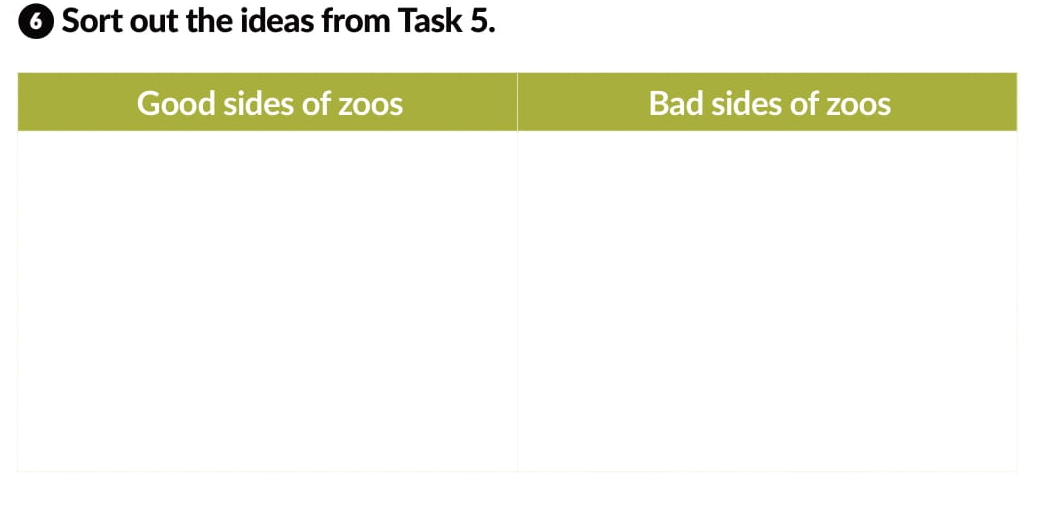 6 Sort out the ideas from Task 5.
Good sides of zoos
Bad sides of zoos